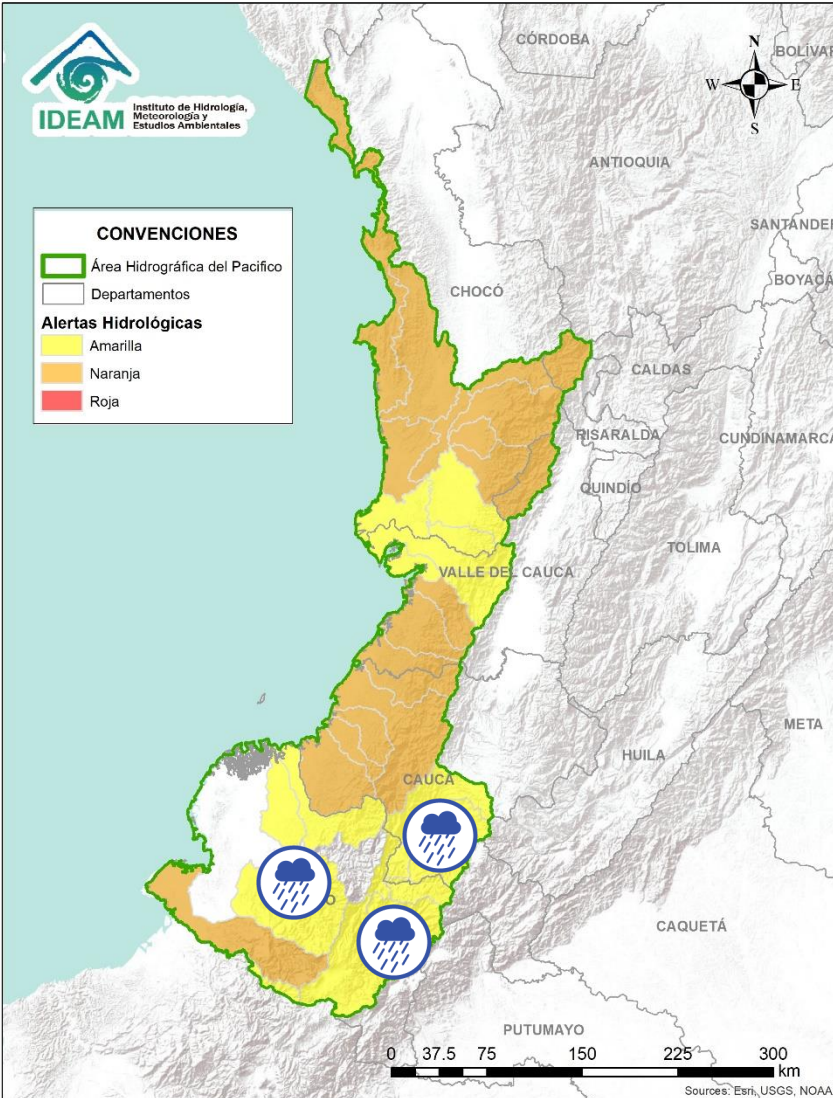 IDEAM
Instituto de Hidrología,
Meteorología y
Estudios Ambientales
CONVENCIONES
Área Hidrográfica del Pacifico
Departamentos
Alertas Hidrológicas
Amarilla
Naranja
Roja
N
W
E
S
CÓRDOBA
BOLÍVAR
ANTIOQUIA
SANTANDER
BOYACÁ
CHOCÓ
CALDAS
RISARALDA
CUNDINAMARCA
QUINDÍO
TOLIMA
VALLE DEL CAUCA
META
HUILA
CAUCA
O
CAQUETÁ
PUTUMAYO
0 37.5 75 150 225 300
km
Sources: Esri, USGS, NOAA